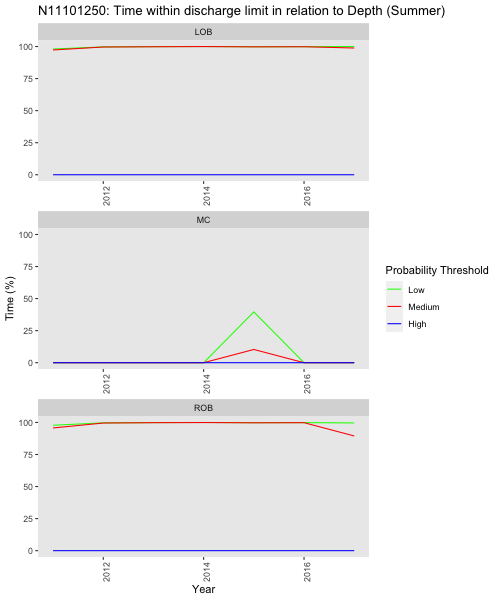 N11101250: Time within discharge limit in relation to Depth (Summer)
LOB
100
75
50
25
0
2012
2014
2016
MC
100
75
50
25
0
2012
2014
2016
ROB
100
75
50
25
0
2012
2014
2016
Time (%)
Year
Probability Threshold
Low
Medium
High